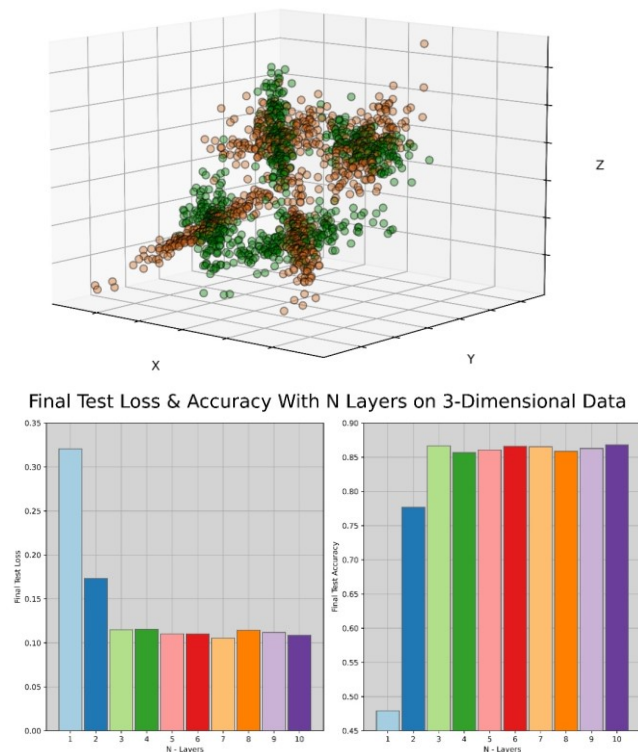 Z
Y
X
Final Test Loss & Accuracy With N Layers on 3-Dimensional Data
0.35
0.30
0.25
0.20
0.15
0.10
0.05
0.00
Final Test Loss
1 2 3 4 5 6 7 8 9 10
N - Layers
0.90
0.85
0.80
0.75
0.70
0.65
0.60
0.55
0.50
0.45
Final Test Accuracy
1 2 3 4 5 6 7 8 9 10
N - Layers